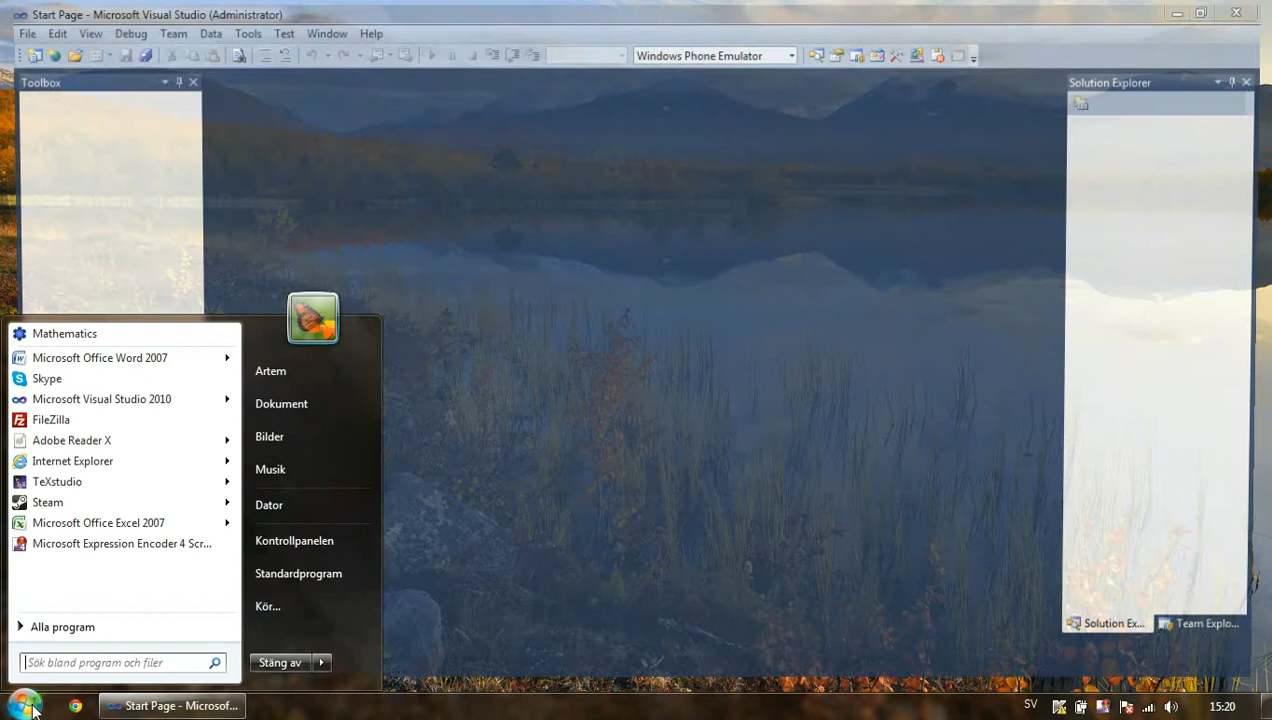 Start Page - Microsoft Visual Studio (Administrator)
File Edit View Debug Team Data Tools Test Window Help
Windows Phone Emulator
Toolbox
Solution Explorer
Mathematics
Microsoft Office Word 2007
Skype
Microsoft Visual Studio 2010
FileZilla
Adobe Reader X
Internet Explorer
TeXstudio
Steam
Microsoft Office Excel 2007
Microsoft Expression Encoder 4 Scr...
Alla program
Sök bland program och filer
Artem
Dokument
Bilder
Musik
Dator
Kontrollpanelen
Standardprogram
Kör...
Stäng av
Solution Ex... Team Explo...
Start Page - Microsof...
SV
15:20